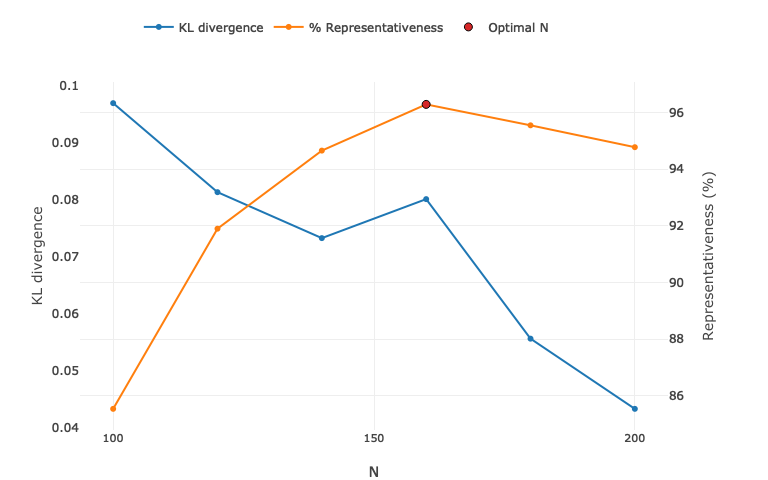 KL divergence % Representativeness Optimal N
0.1
0.09
0.08
0.07
0.06
0.05
0.04
KL divergence
96
94
92
90
88
86
Representativeness (%)
100 150 200
N